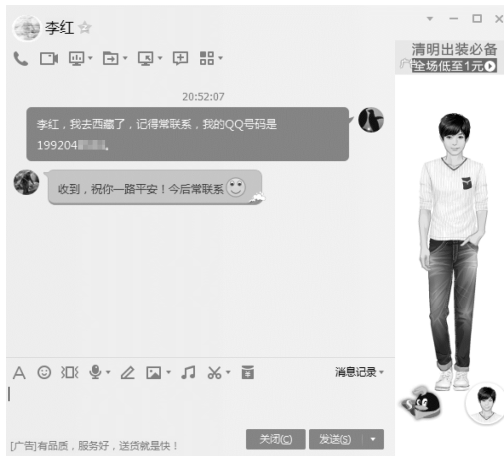 李红
清明出装必备
全场低至1元
20:52:07
李红，我去西藏了，记得常联系，我的QQ号码是
199204
收到，祝你一路平安！今后常联系
消息记录
[广告]有品质，服务好，送货就是快！
关闭(C)
发送(S)